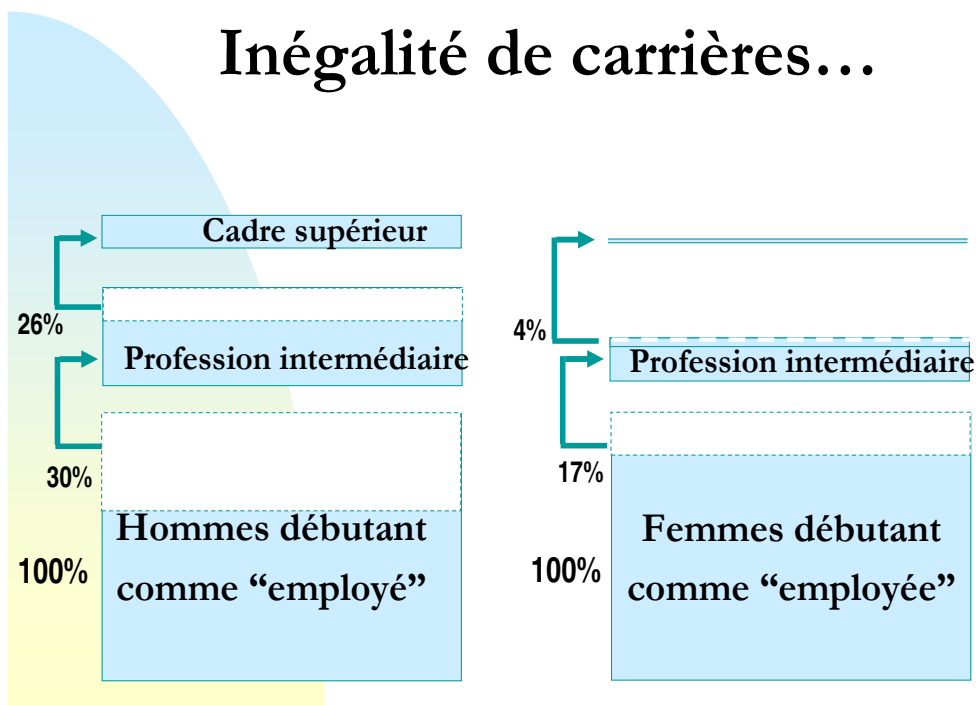 Inégalité de carrières…
Cadre supérieur
26%
Profession intermédiaire
30%
Hommes débutant
100%
comme “employé”
4%
Profession intermédiaire
17%
Femmes débutant
100%
comme “employée”